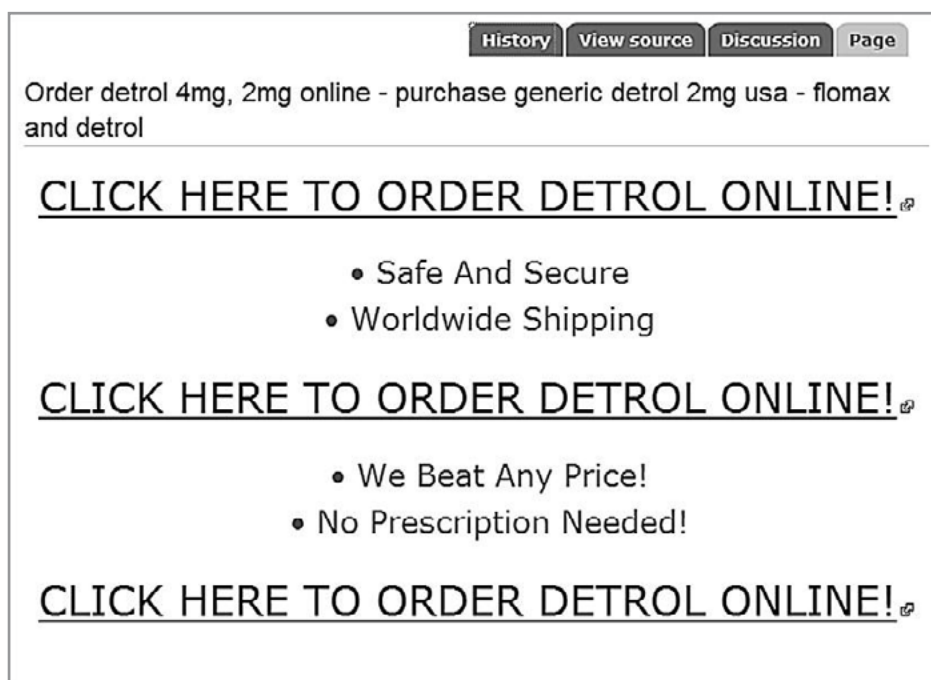 History View source Discussion Page
Order detrol 4mg, 2mg online - purchase generic detrol 2mg usa - flomax
and detrol
CLICK HERE TO ORDER DETROL ONLINE!
• Safe And Secure
• Worldwide Shipping
CLICK HERE TO ORDER DETROL ONLINE!
• We Beat Any Price!
• No Prescription Needed!
CLICK HERE TO ORDER DETROL ONLINE!